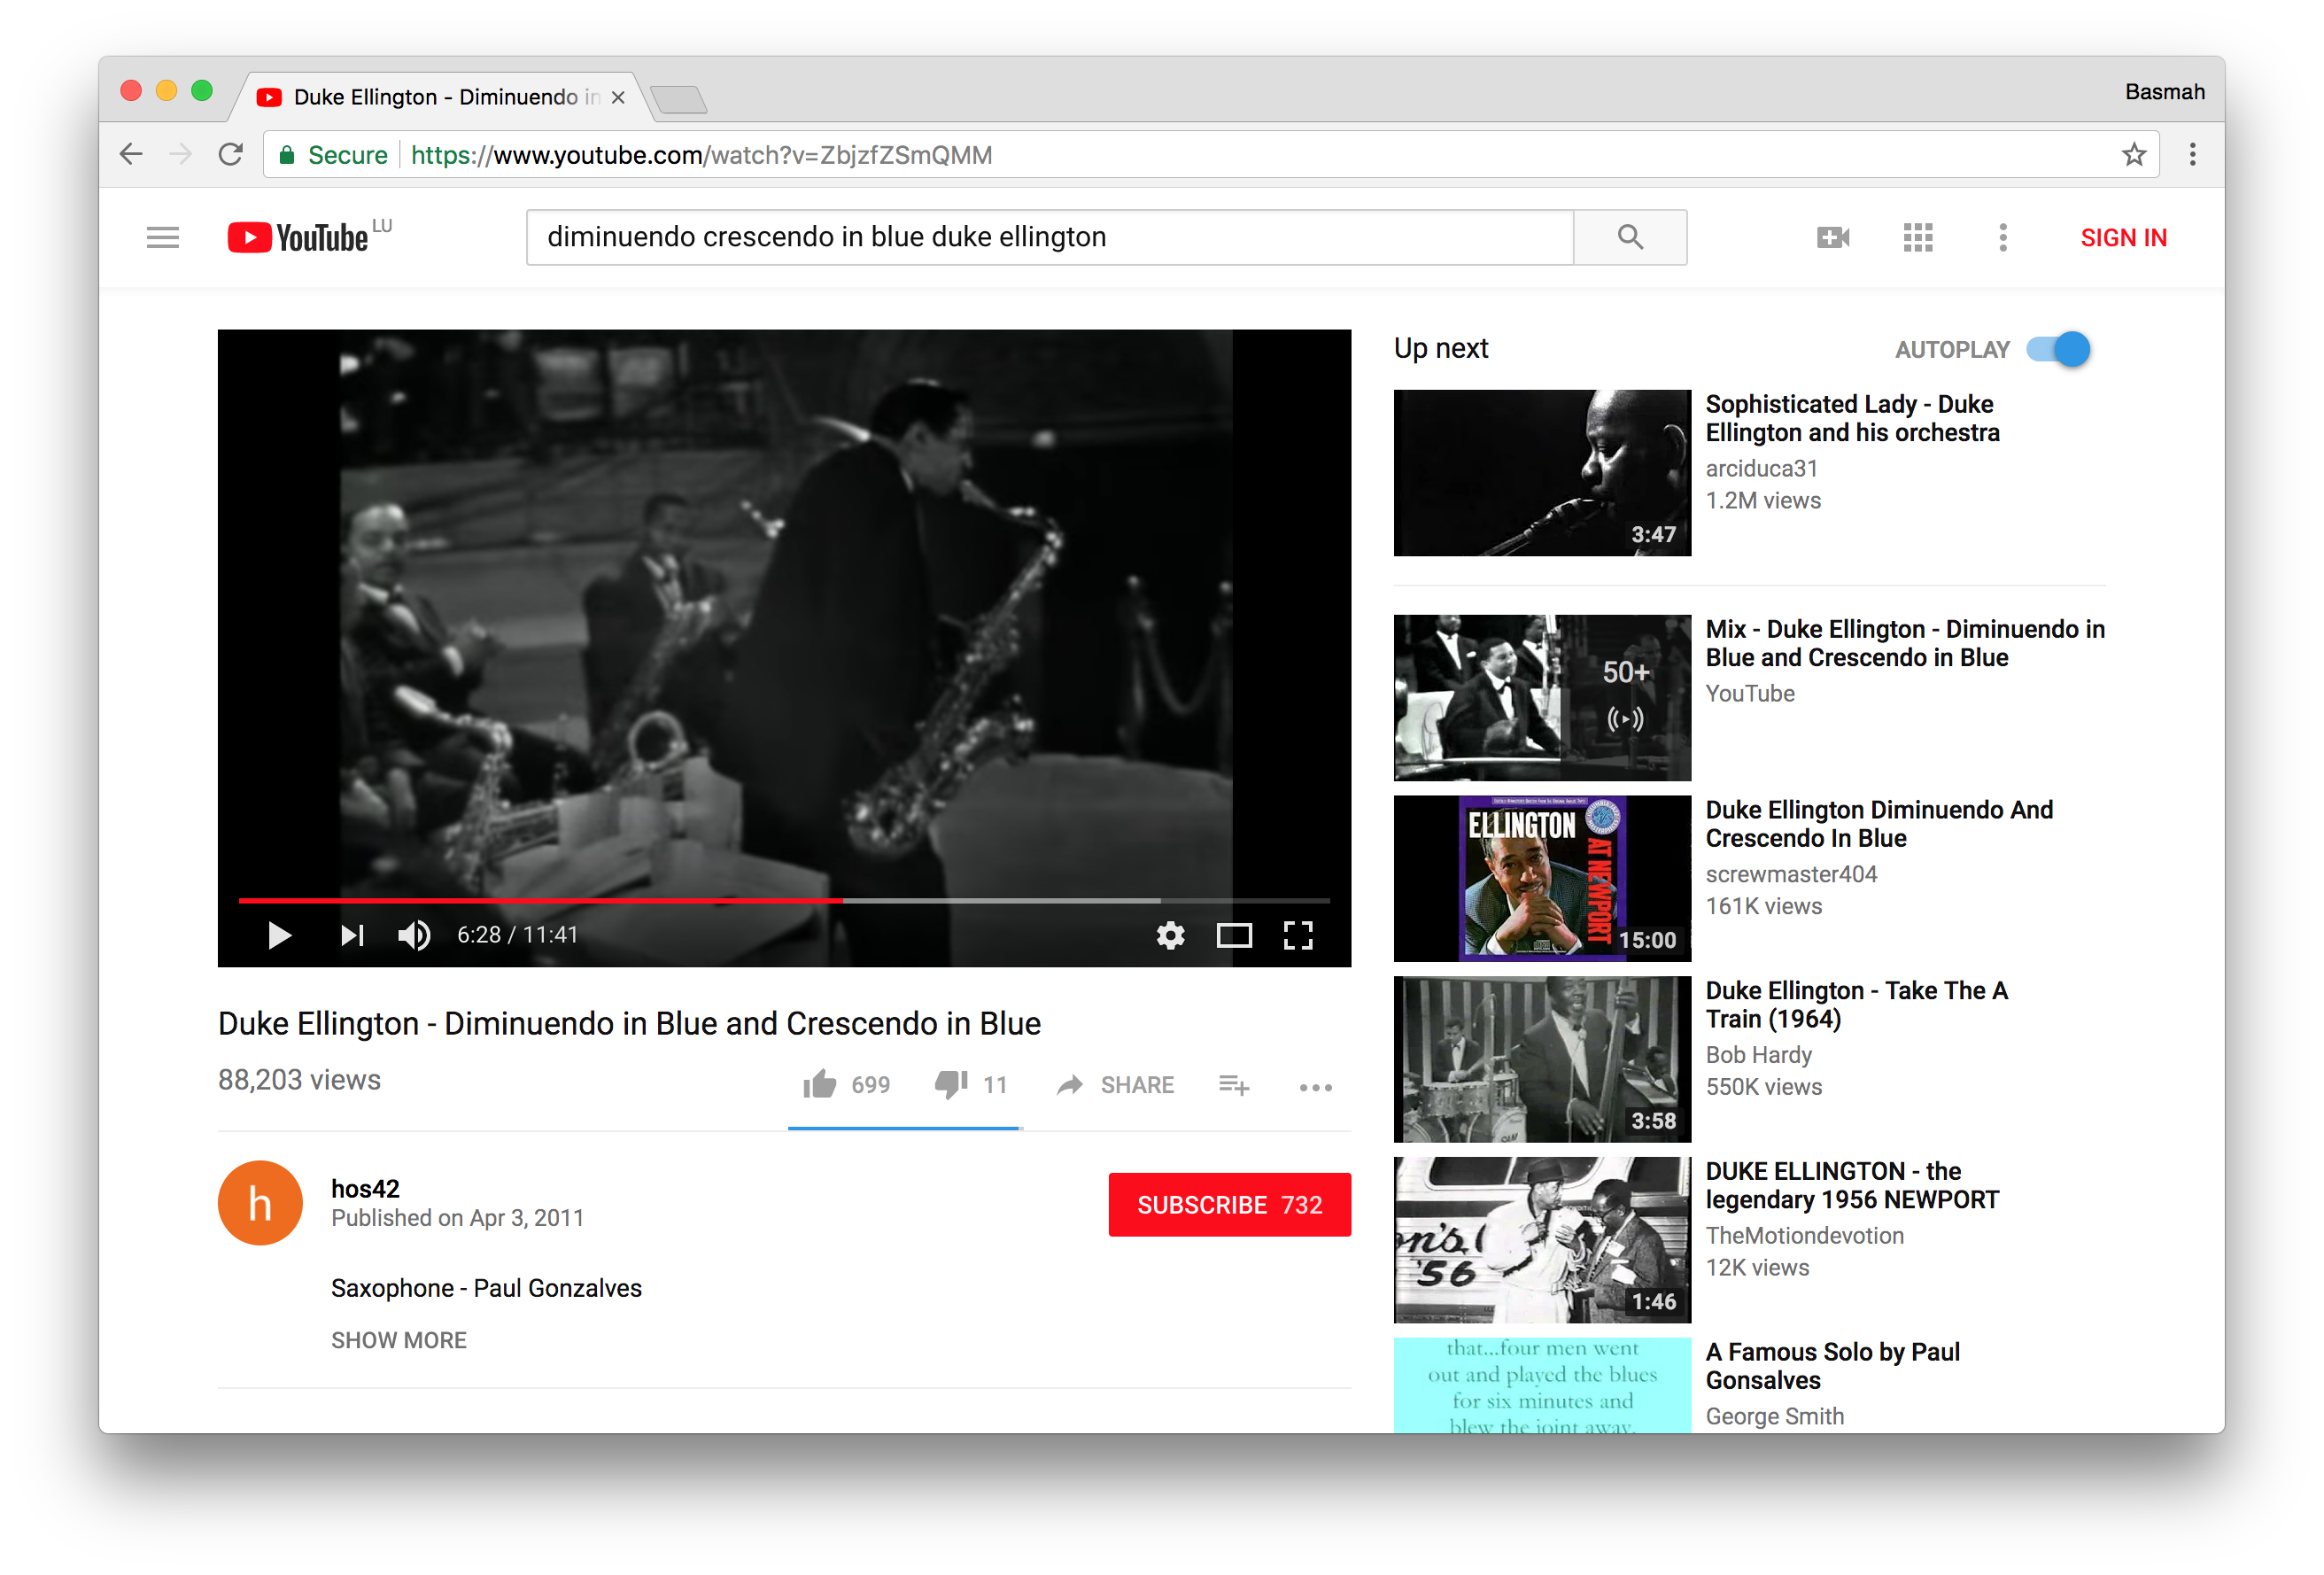 Duke Ellington - Diminuendo in
Basmah
Secure https://www.youtube.com/watch?v=ZbjzfZSmQMM
YouTube LU
diminuendo crescendo in blue duke ellington
SIGN IN
6:28 / 11:41
Duke Ellington - Diminuendo in Blue and Crescendo in Blue
88,203 views
699 11 SHARE
h
hos42
Published on Apr 3, 2011
SUBSCRIBE 732
Saxophone - Paul Gonzalves
SHOW MORE
Up next
AUTOPLAY
3:47
Sophisticated Lady - Duke
Ellington and his orchestra
arciduca31
1.2M views
50+
Mix - Duke Ellington - Diminuendo in
Blue and Crescendo in Blue
YouTube
ELLINGTON
AT NEWPORT
15:00
Duke Ellington Diminuendo And
Crescendo In Blue
screwmaster404
161K views
3:58
Duke Ellington - Take The A
Train (1964)
Bob Hardy
550K views
on's
'56
1:46
DUKE ELLINGTON - the
legendary 1956 NEWPORT
TheMotiondevotion
12K views
that...four men went
out and played the blues
for six minutes and
blew the joint away.
A Famous Solo by Paul
Gonsalves
George Smith